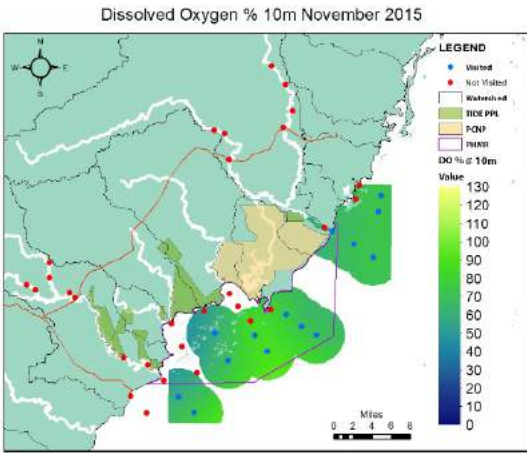 Dissolved Oxygen % 10m November 2015
N
W E
S
LEGEND
Visited
Not Visited
Watershed
TIDE PPL
PCNP
PHMR
DO % @ 10m
Value
130
120
110
100
90
80
70
60
50
40
30
20
10
0
Miles
0 2 4 6 8